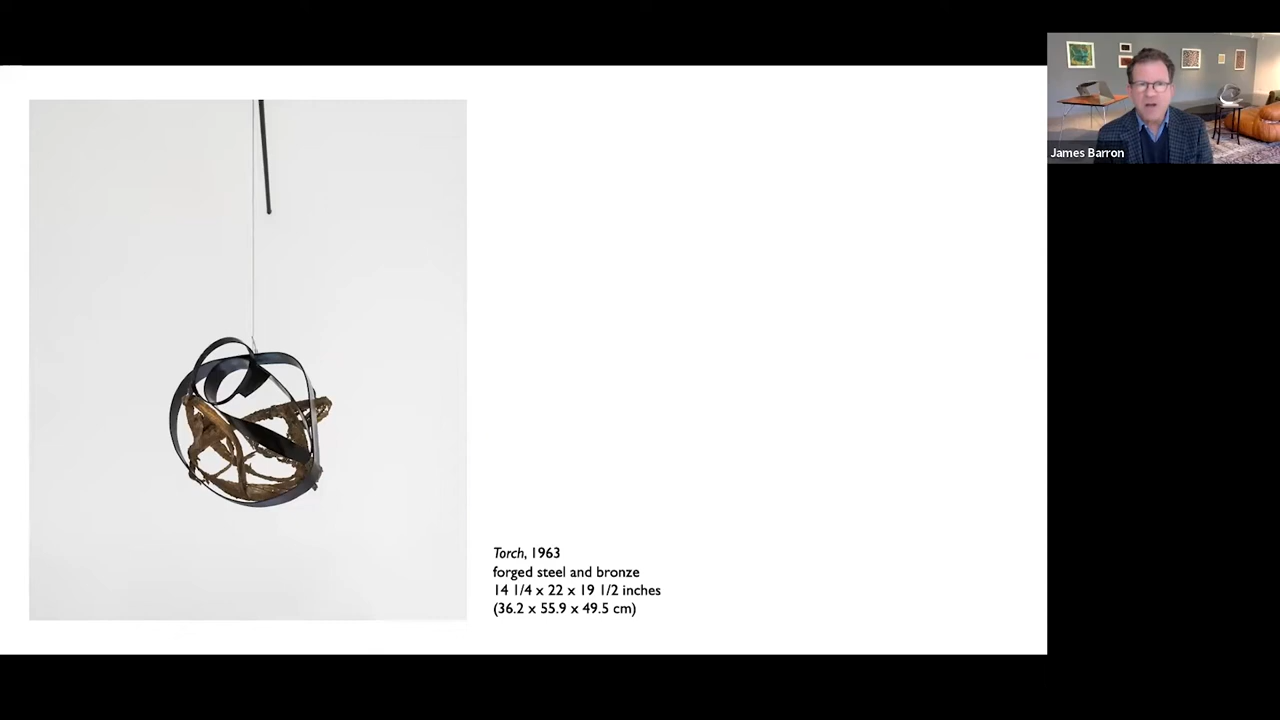 James Barron
Torch, 1963
forged steel and bronze
14 1/4 x 22 x 19 1/2 inches
(36.2 x 55.9 x 49.5 cm)